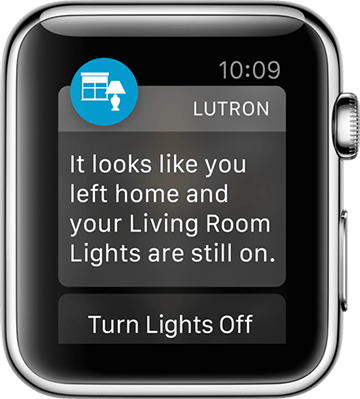 10:09
LUTRON
It looks like you
left home and
your Living Room
Lights are still on.
Turn Lights Off